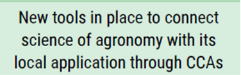 New tools in place to connect
science of agronomy with its
local application through CCAs